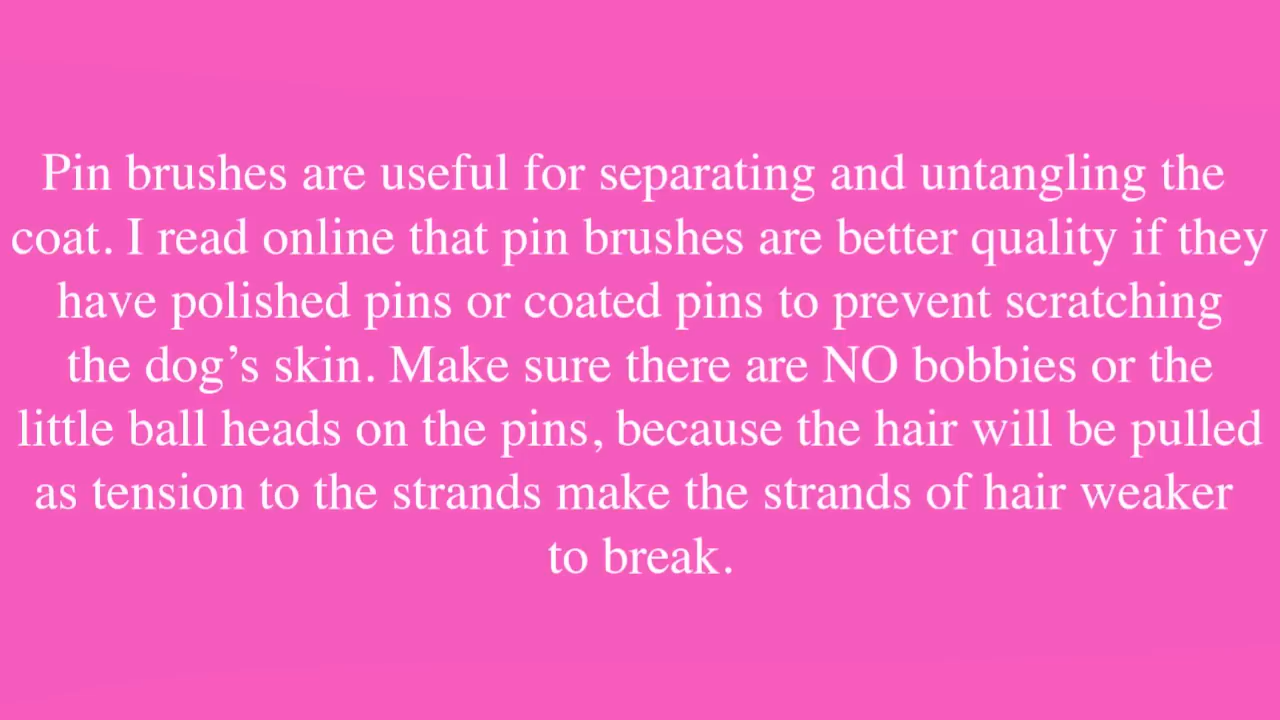 Pin brushes are useful for separating and untangling the
coat. I read online that pin brushes are better quality if they
have polished pins or coated pins to prevent scratching
the dog’s skin. Make sure there are NO bobbies or the
little ball heads on the pins, because the hair will be pulled
as tension to the strands make the strands of hair weaker
to break.